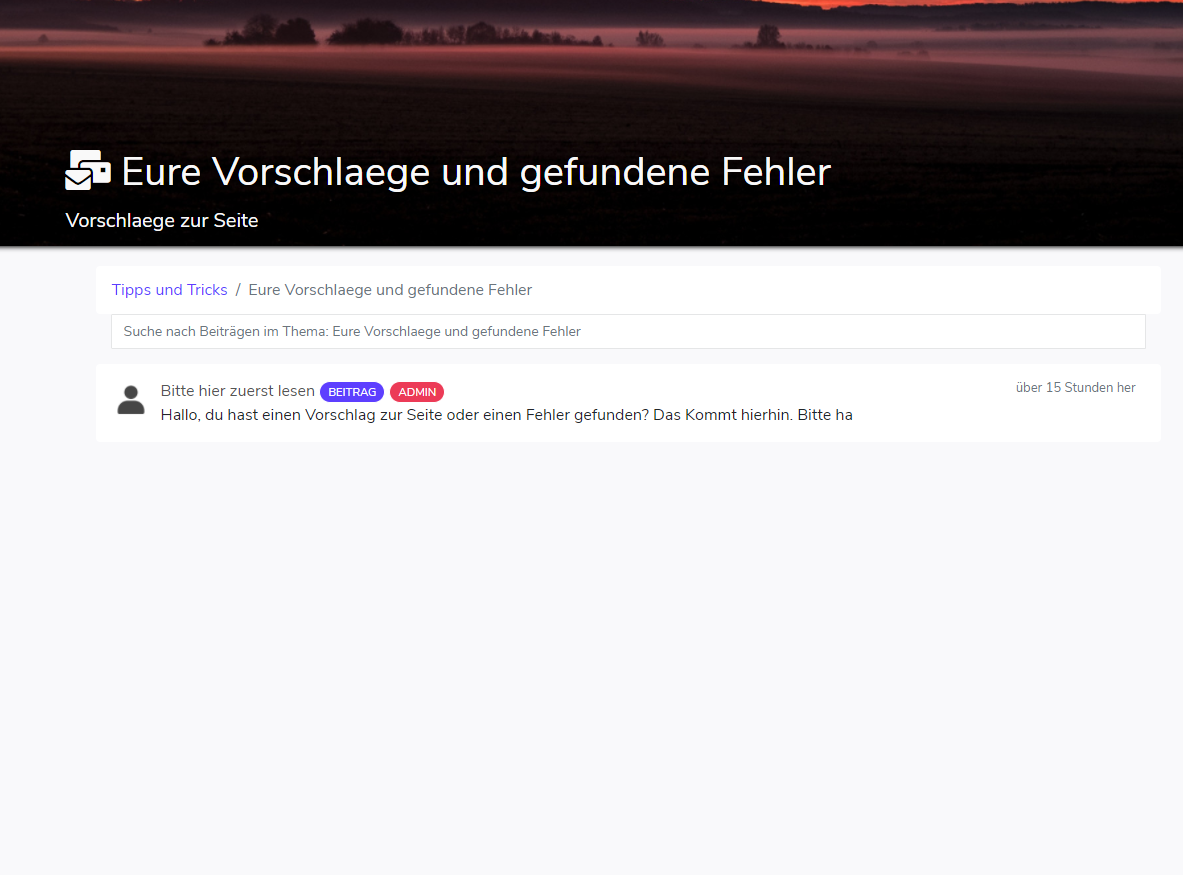 Eure Vorschlaege und gefundene Fehler
Vorschlaege zur Seite
Tipps und Tricks / Eure Vorschlaege und gefundene Fehler
Suche nach Beiträgen im Thema: Eure Vorschlaege und gefundene Fehler
Bitte hier zuerst lesen BEITRAG ADMIN über 15 Stunden her
Hallo, du hast einen Vorschlag zur Seite oder einen Fehler gefunden? Das Kommt hierhin. Bitte ha